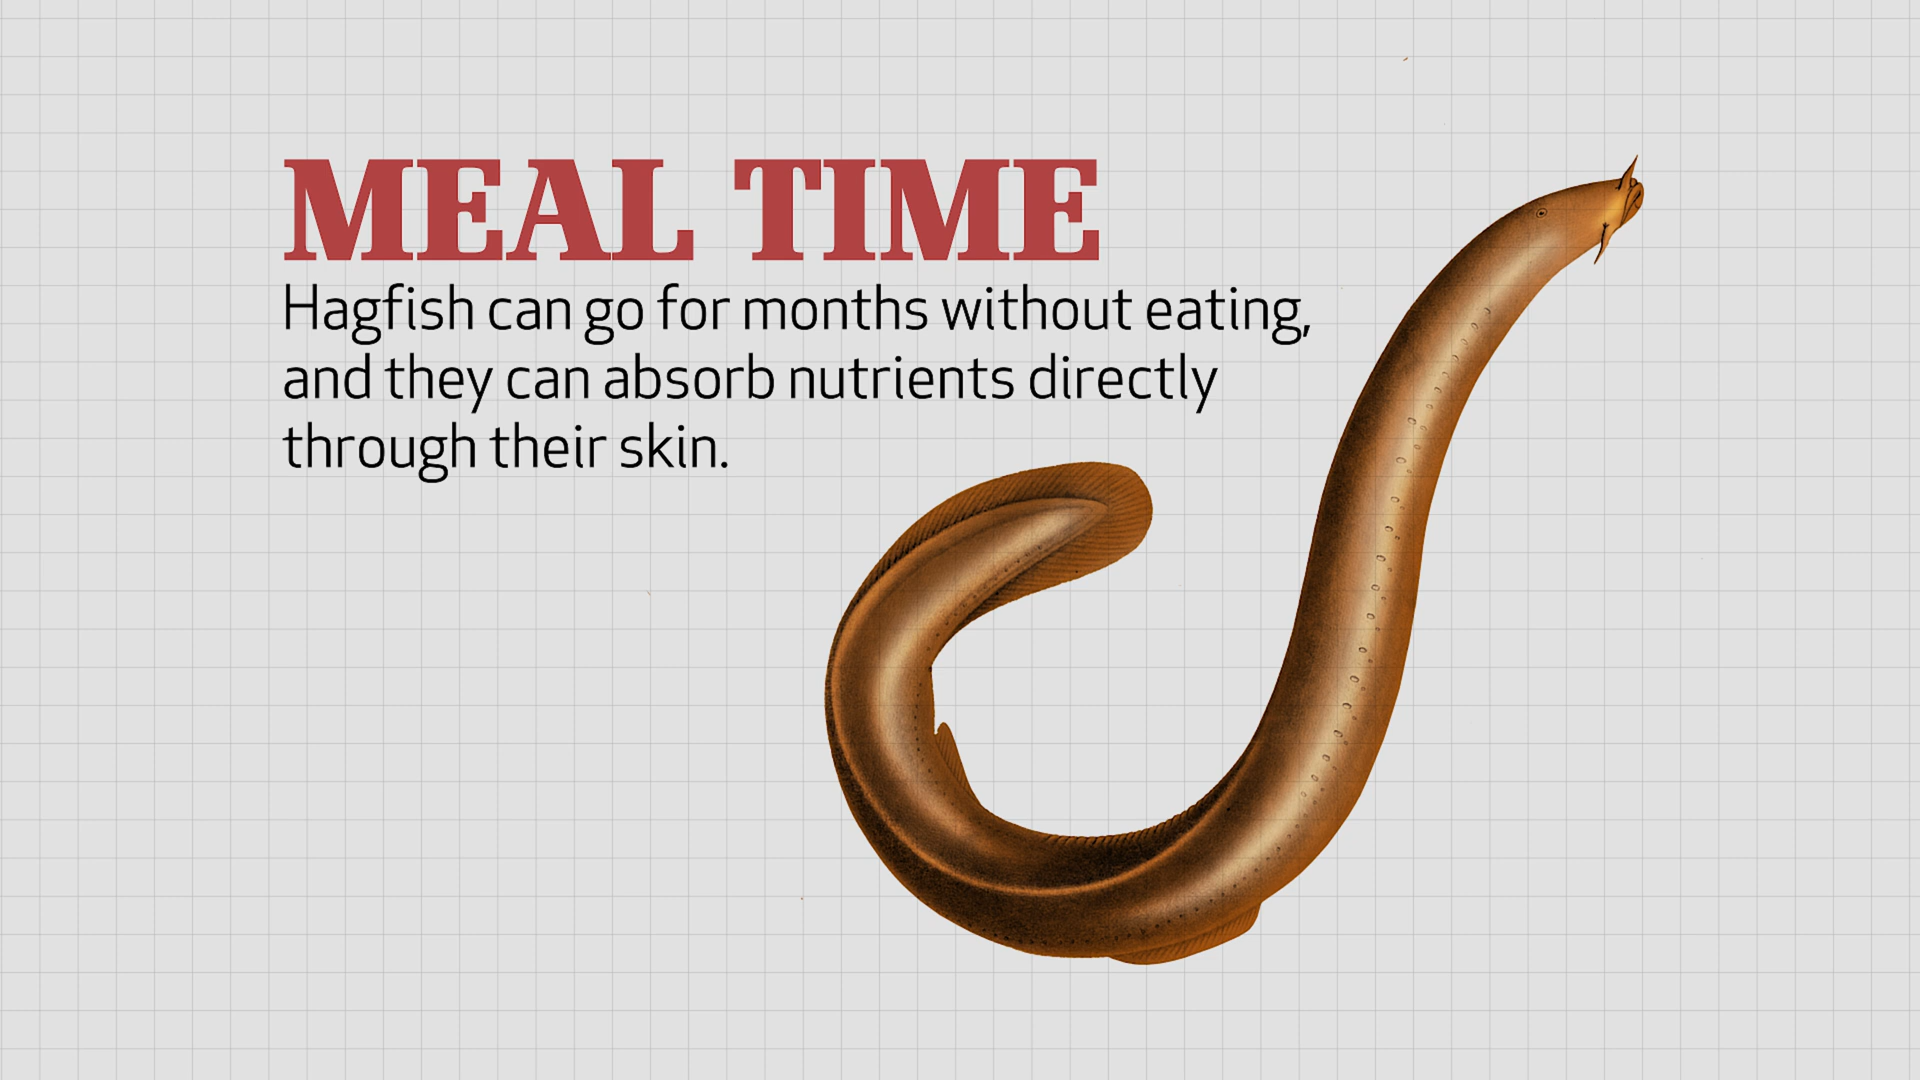 MEAL TIME
Hagfish can go for months without eating,
and they can absorb nutrients directly
through their skin.